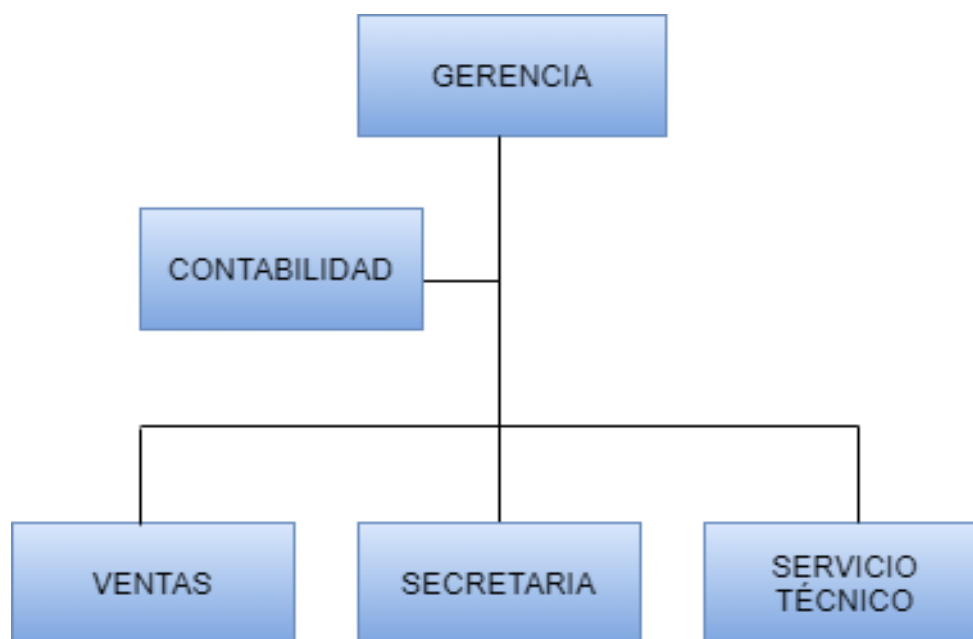 GERENCIA
CONTABILIDAD
VENTAS
SECRETARIA
SERVICIO
TÉCNICO